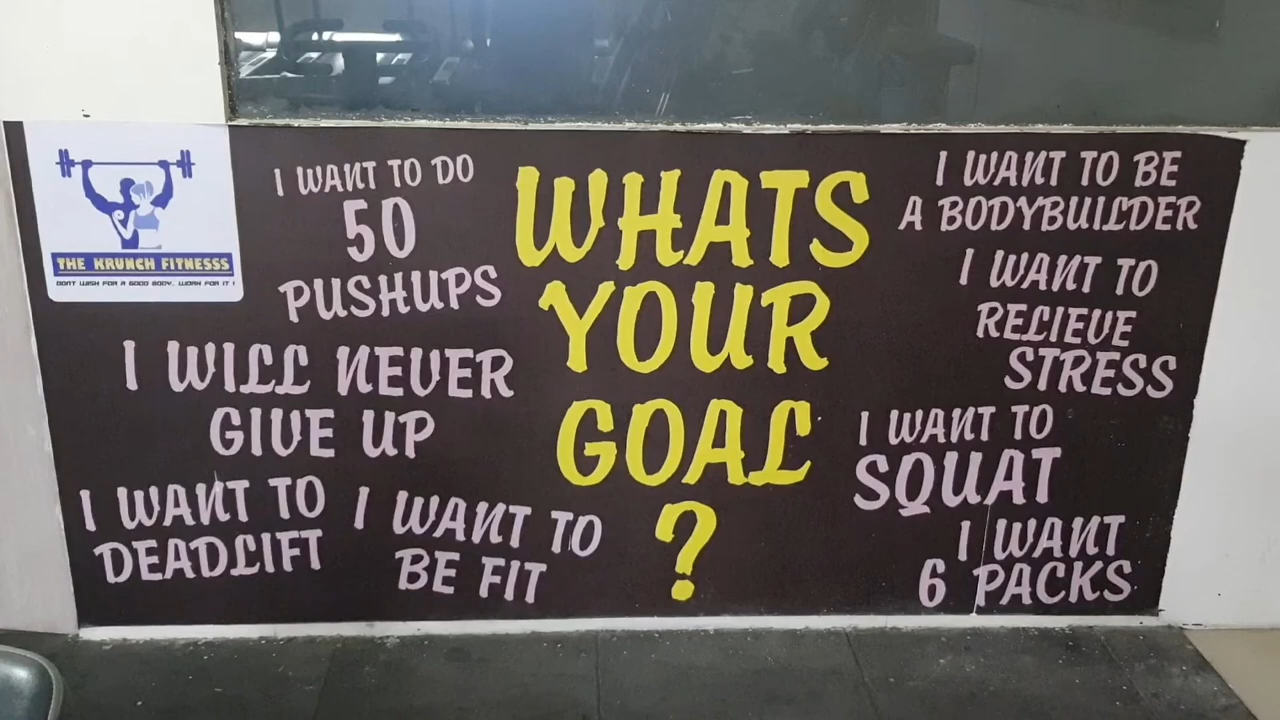 THE KRUNCH FITNESSS
DONT WISH FOR A GOOD BODY, WORK FOR IT !
I WANT TO DO
50
PUSHUPS
I WILL NEVER
GIVE UP
I WANT TO
DEADLIFT
I WANT TO
BE FIT
WHATS
YOUR
GOAL
?
I WANT TO BE
A BODYBUILDER
I WANT TO
RELIEVE
STRESS
I WANT TO
SQUAT
I WANT
6 PACKS